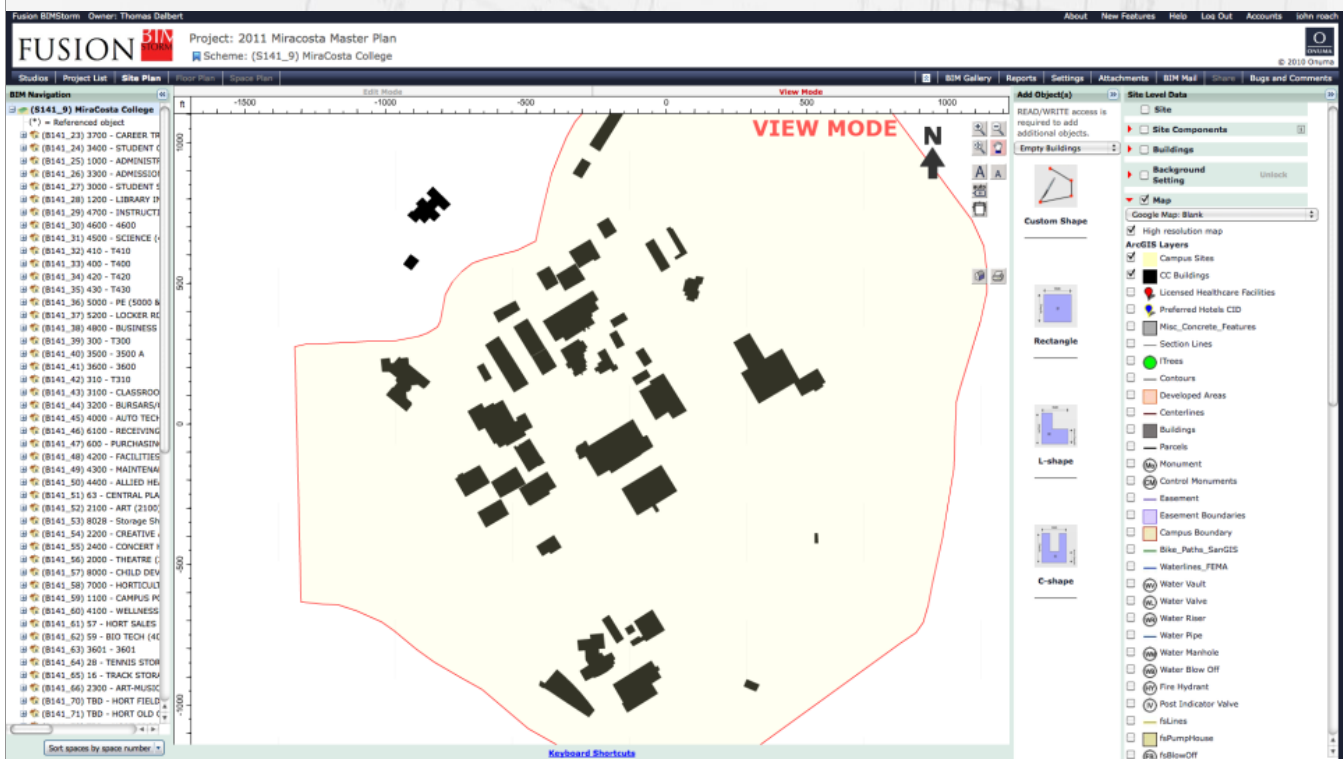 Fusion BIMStorm Owner: Thomas Dalbert
About New Features Help Log Out Accounts john roach
FUSION BIM STORM
Project: 2011 Miracosta Master Plan
Scheme: (S141_9) MiraCosta College
O
ONUMA
© 2010 Onuma
Studios Project List Site Plan Floor Plan Space Plan
BIM Gallery Reports Settings Attachments BIM Mail Share Bugs and Comments
BIM Navigation
(S141_9) MiraCosta College
(*) = Referenced object
(B141_23) 3700 - CAREER TR
(B141_24) 3400 - STUDENT C
(B141_25) 1000 - ADMINISTR
(B141_26) 3300 - ADMISSION
(B141_27) 3000 - STUDENT S
(B141_28) 1200 - LIBRARY IN
(B141_29) 4700 - INSTRUCTI
(B141_30) 4600 - 4600
(B141_31) 4500 - SCIENCE (4
(B141_32) 410 - T410
(B141_33) 400 - T400
(B141_34) 420 - T420
(B141_35) 430 - T430
(B141_36) 5000 - PE (5000 &
(B141_37) 5200 - LOCKER RO
(B141_38) 4800 - BUSINESS
(B141_39) 300 - T300
(B141_40) 3500 - 3500 A
(B141_41) 3600 - 3600
(B141_42) 310 - T310
(B141_43) 3100 - CLASSROO
(B141_44) 3200 - BURSARS/
(B141_45) 4000 - AUTO TECH
(B141_46) 6100 - RECEIVING
(B141_47) 600 - PURCHASIN
(B141_48) 4200 - FACILITIES
(B141_49) 4300 - MAINTENA
(B141_50) 4400 - ALLIED HE
(B141_51) 63 - CENTRAL PLA
(B141_52) 2100 - ART (2100
(B141_53) 8028 - Storage Sh
(B141_54) 2200 - CREATIVE
(B141_55) 2400 - CONCERT H
(B141_56) 2000 - THEATRE (
(B141_57) 8000 - CHILD DEV
(B141_58) 7000 - HORTICULT
(B141_59) 1100 - CAMPUS PO
(B141_60) 4100 - WELLNESS
(B141_61) 57 - HORT SALES
(B141_62) 59 - BIO TECH (40
(B141_63) 3601 - 3601
(B141_64) 28 - TENNIS STOR
(B141_65) 16 - TRACK STORA
(B141_66) 2300 - ART-MUSIC
(B141_70) TBD - HORT FIELD
(B141_71) TBD - HORT OLD
Sort spaces by space number
Edit Mode View Mode
ft -1500 -1000 -500 0 500 1000
1000
500
0
-500
-1000
VIEW MODE
N
A A
Keyboard Shortcuts
Add Object(s)
READ/WRITE access is
required to add
additional objects.
Empty Buildings
Custom Shape
Rectangle
L-shape
C-shape
Site Level Data
Site
Site Components
Buildings
Background
Setting
Unlock
Map
Google Map: Blank
High resolution map
ArcGIS Layers
Campus Sites
CC Buildings
Licensed Healthcare Facilities
Preferred Hotels CID
Misc_Concrete_Features
Section Lines
ITrees
Contours
Developed Areas
Centerlines
Buildings
Parcels
Monument
CM Control Monuments
Easement
Easement Boundaries
Campus Boundary
Bike_Paths_SanGIS
Waterlines_FEMA
WV Water Vault
Water Valve
Water Riser
Water Pipe
Water Manhole
Water Blow Off
HY Fire Hydrant
Post Indicator Valve
fsLines
fsPumpHouse
fsBlowOff